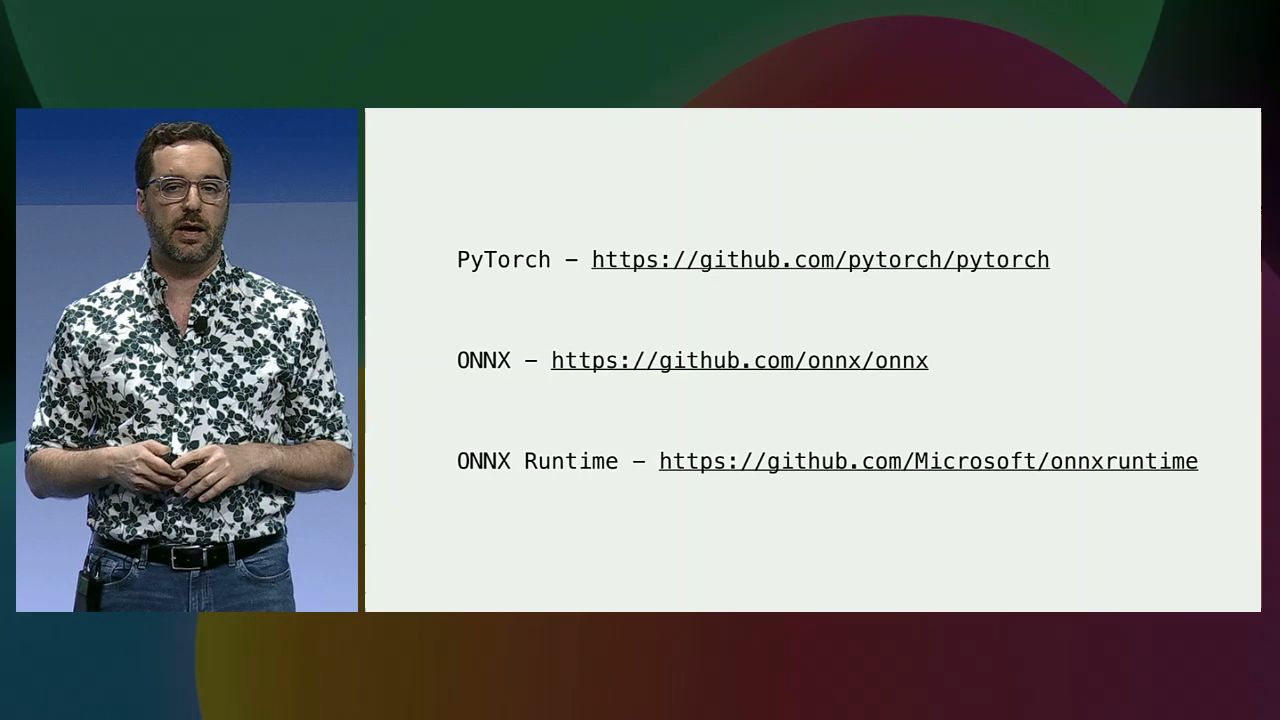 PyTorch – https://github.com/pytorch/pytorch
ONNX – https://github.com/onnx/onnx
ONNX Runtime – https://github.com/Microsoft/onnxruntime